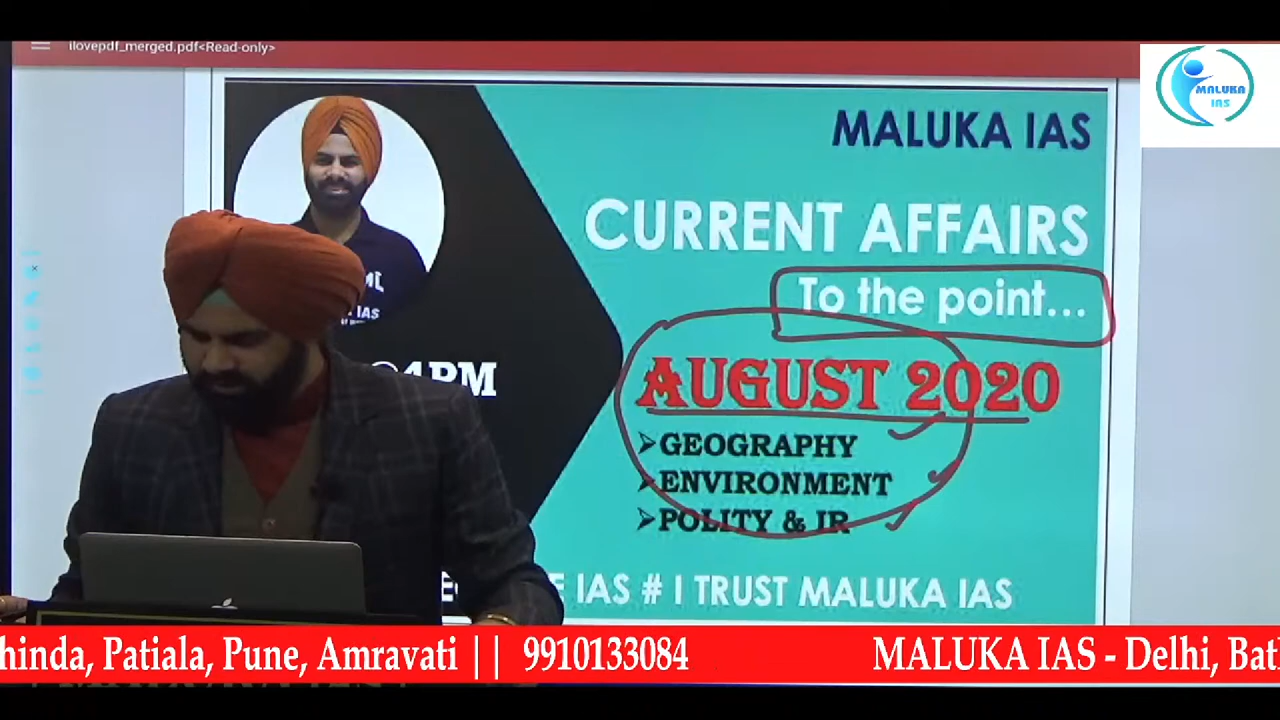 ilovepdf_merged.pdf<Read-only>
MALUKA
IAS
MALUKA IAS
CURRENT AFFAIRS
To the point...
AUGUST 2020
➢GEOGRAPHY
➢ENVIRONMENT
➢POLITY & IR
IAS
IAS # I TRUST MALUKA IAS
hinda, Patiala, Pune, Amravati || 9910133084 MALUKA IAS - Delhi, Bat